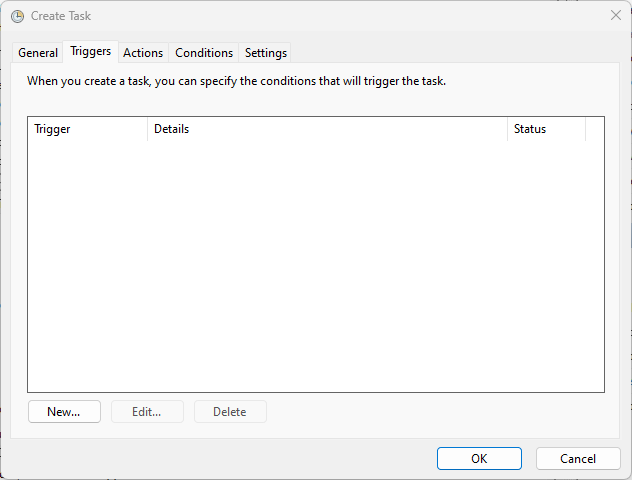 Create Task
General Triggers Actions Conditions Settings
When you create a task, you can specify the conditions that will trigger the task.
Trigger Details Status
New... Edit... Delete
OK Cancel